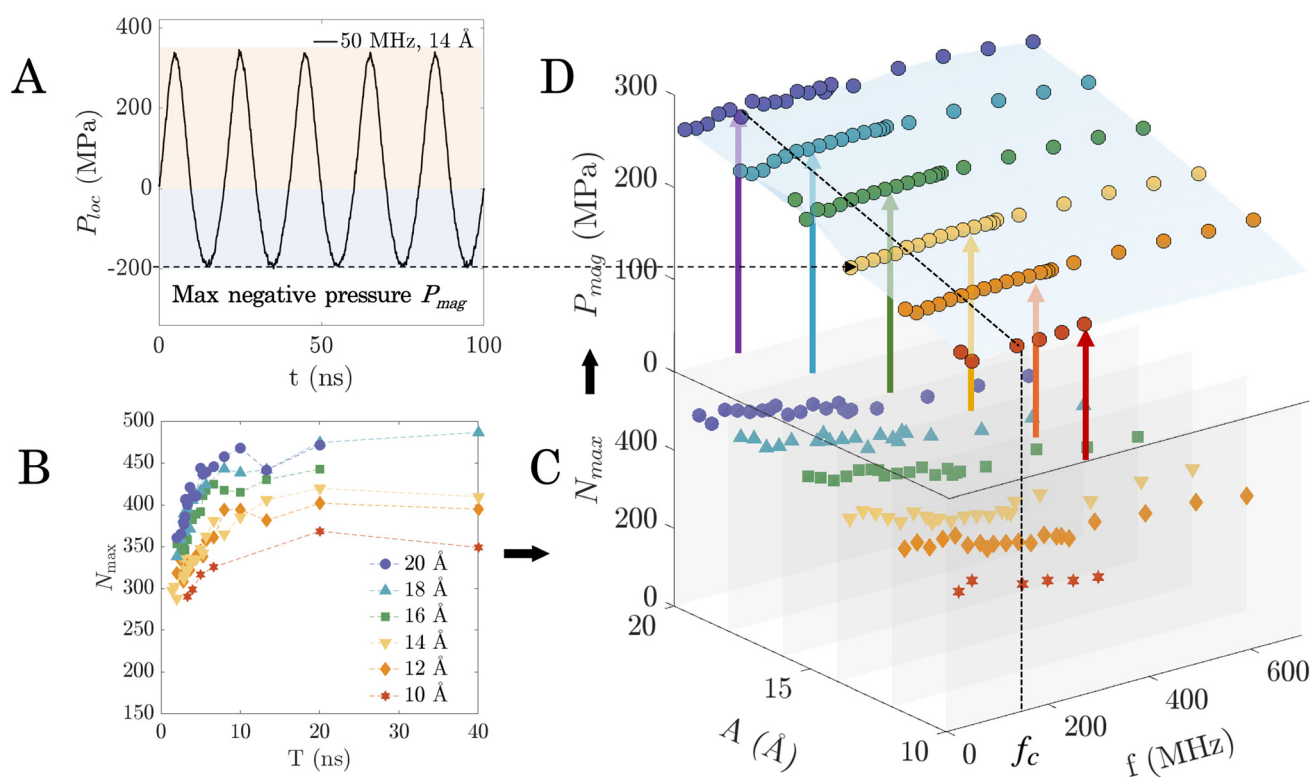 A
400
200
0
-200
P_loc (MPa)
50 MHz, 14 Å
Max negative pressure P_mag
0
50
100
t (ns)
B
500
450
400
350
300
250
200
150
N_max
20 Å
18 Å
16 Å
14 Å
12 Å
10 Å
0
10
20
30
40
T (ns)
D
300
200
100
0
P_mag (MPa)
C
400
200
0
N_max
20
15
10
A (Å)
0
f_c
200
400
600
f (MHz)